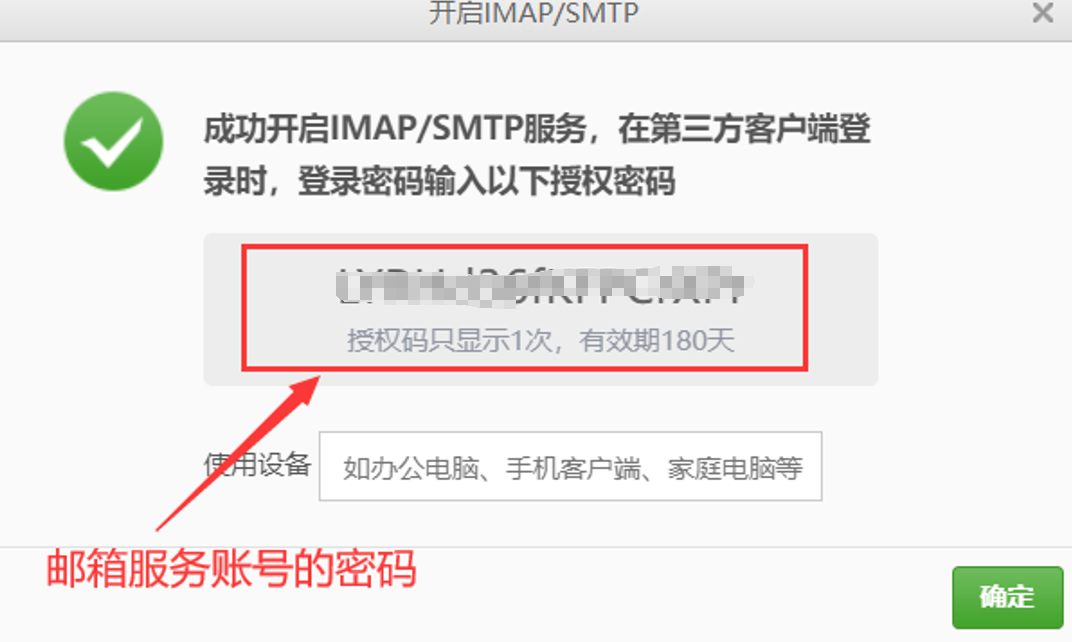 开启IMAP/SMTP
成功开启IMAP/SMTP服务，在第三方客户端登
录时，登录密码输入以下授权密码
授权码只显示1次，有效期180天
使用设备
如办公电脑、手机客户端、家庭电脑等
邮箱服务账号的密码
确定